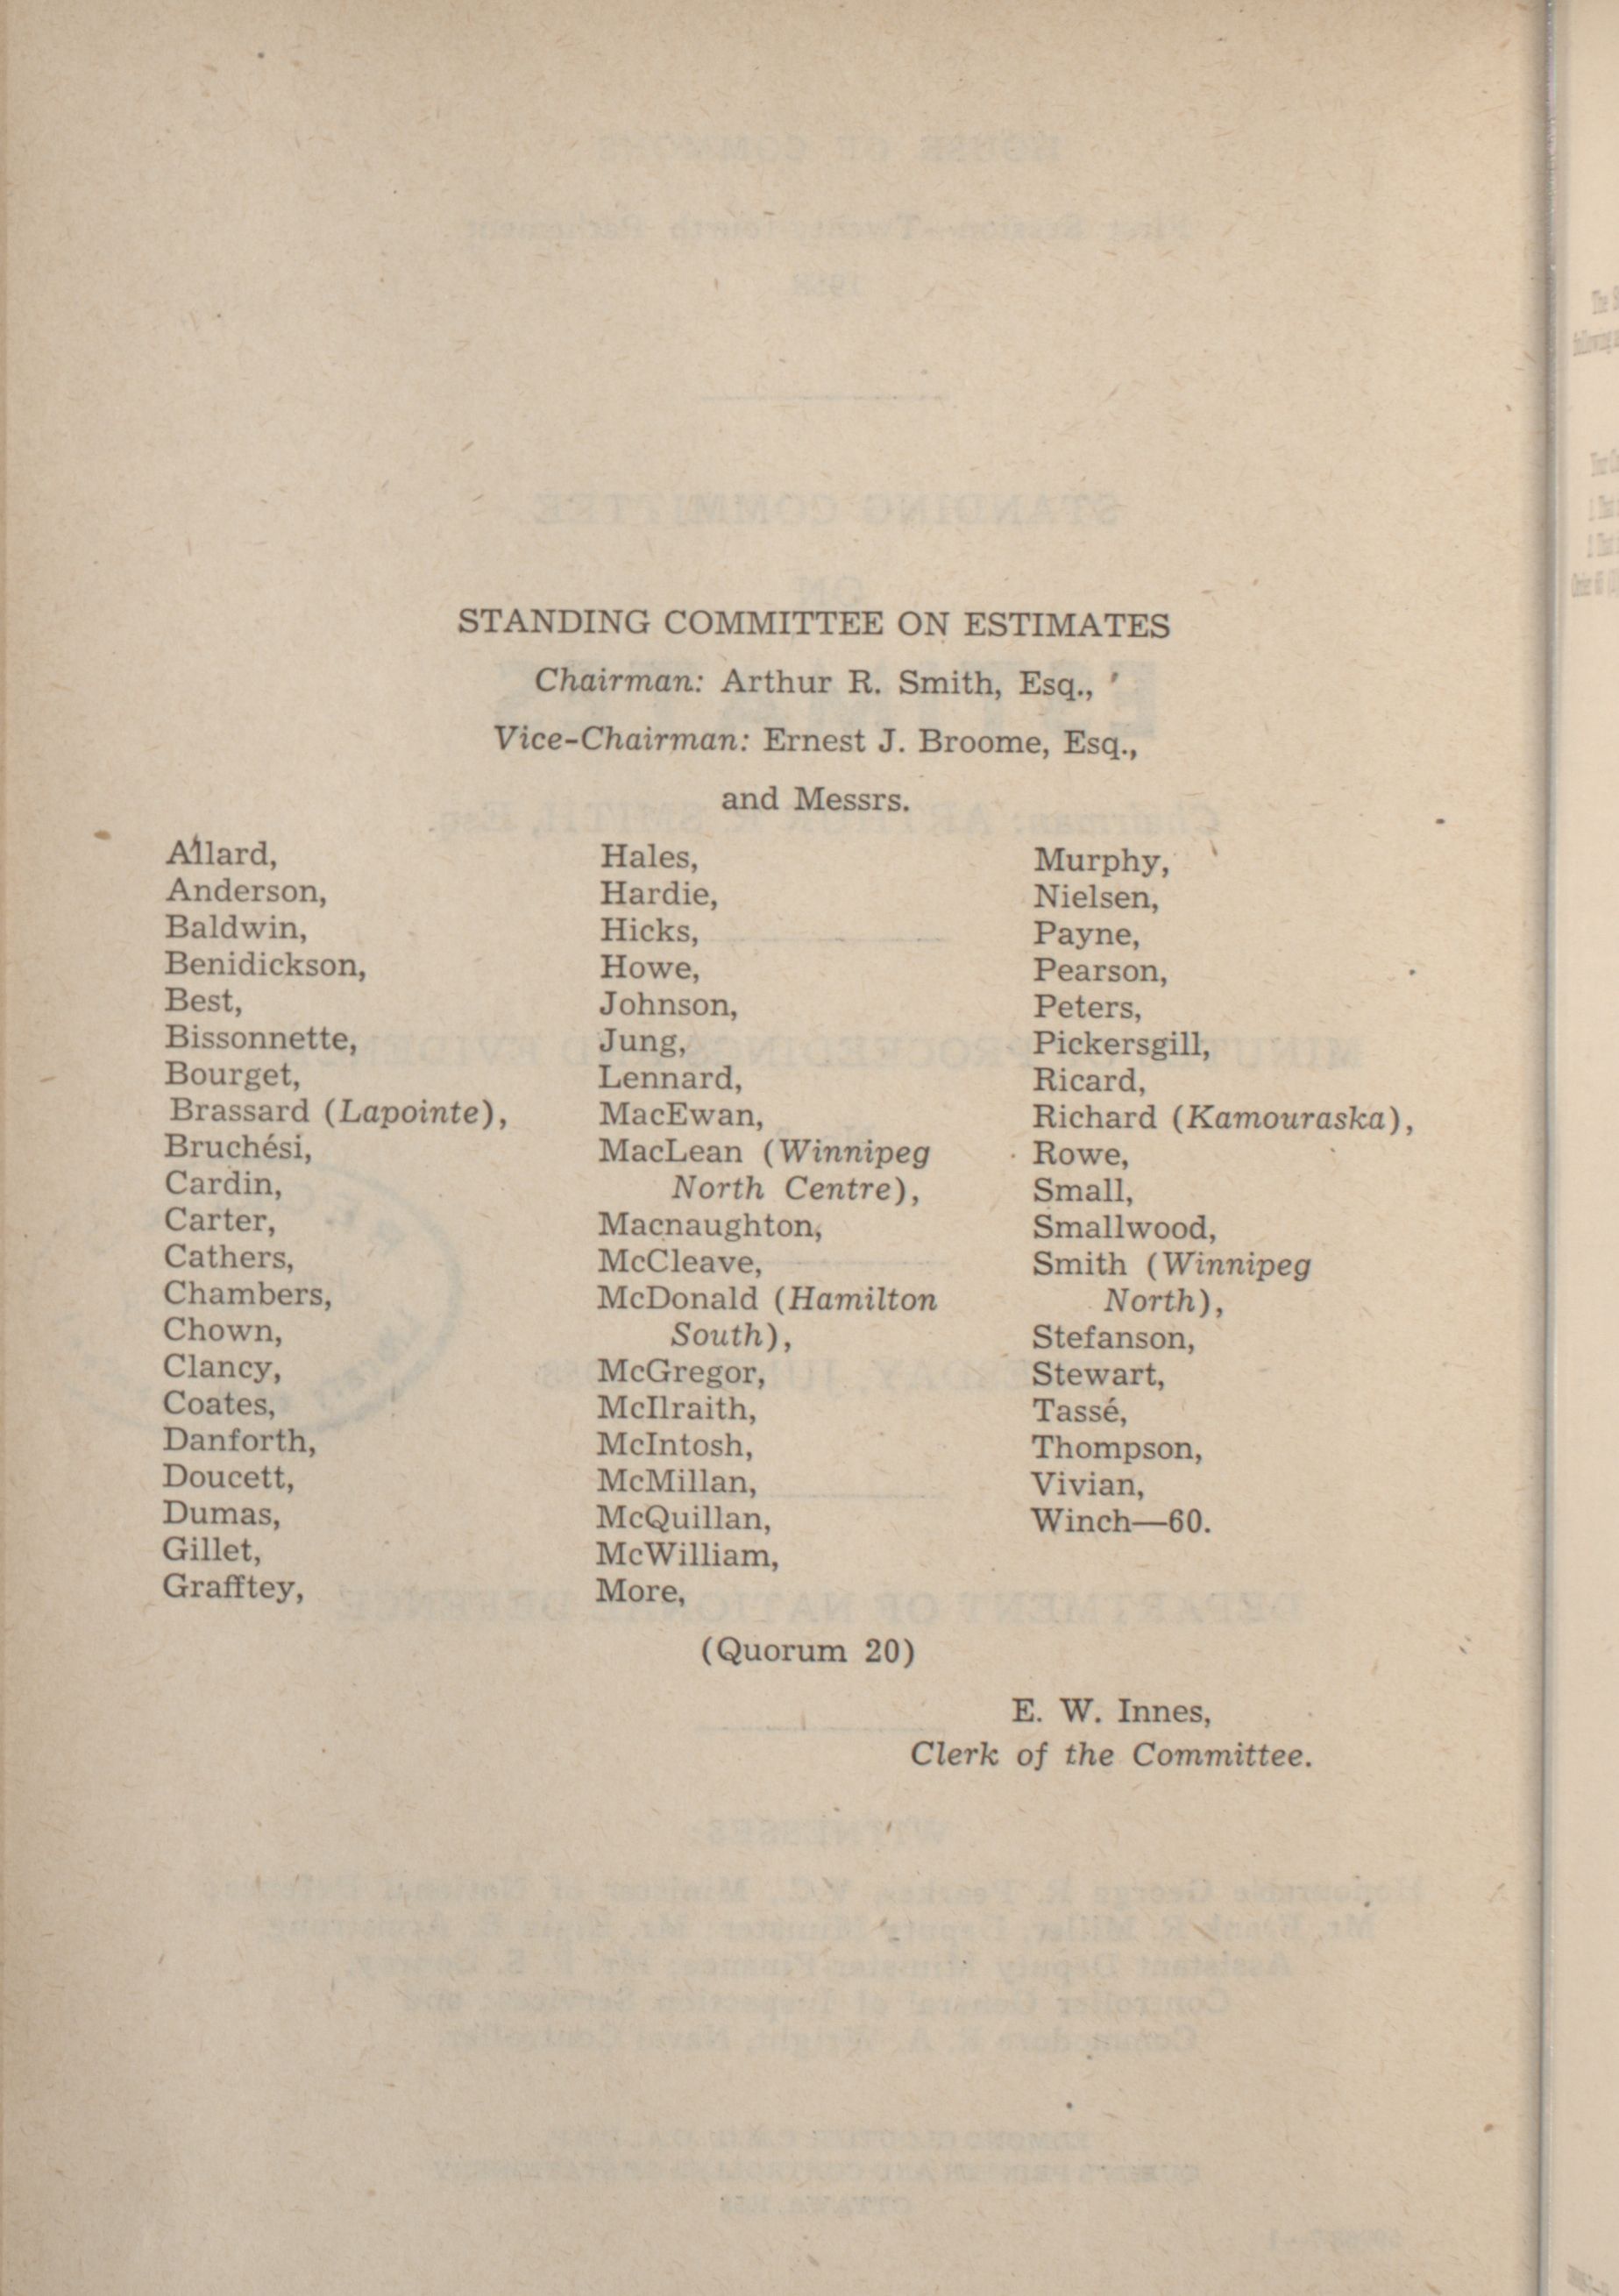 STANDING COMMITTEE ON ESTIMATES
Chairman: Arthur R. Smith, Esq.,
Vice-Chairman: Ernest J. Broome, Esq.,
and Messrs.
Allard,
Anderson,
Baldwin,
Benidickson,
Best,
Bissonnette,
Bourget,
Brassard (Lapointe),
Bruchési,
Cardin,
Carter,
Cathers,
Chambers,
Chown,
Clancy,
Coates,
Danforth,
Doucett,
Dumas,
Gillet,
Grafftey,
Hales,
Hardie,
Hicks,
Howe,
Johnson,
Jung,
Lennard,
MacEwan,
MacLean (Winnipeg
North Centre),
Macnaughton,
McCleave,
McDonald (Hamilton
South),
McGregor,
McIlraith,
McIntosh,
McMillan,
McQuillan,
McWilliam,
More,
Murphy,
Nielsen,
Payne,
Pearson,
Peters,
Pickersgill,
Ricard,
Richard (Kamouraska),
Rowe,
Small,
Smallwood,
Smith (Winnipeg
North),
Stefanson,
Stewart,
Tassé,
Thompson,
Vivian,
Winch—60.
(Quorum 20)
E. W. Innes,
Clerk of the Committee.